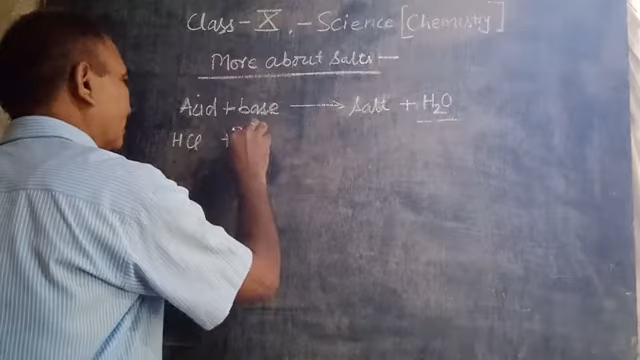 Class - X, - Science [Chemistry]
More about Salts -
Acid + base ⟶ Salt + H₂O
HCl +